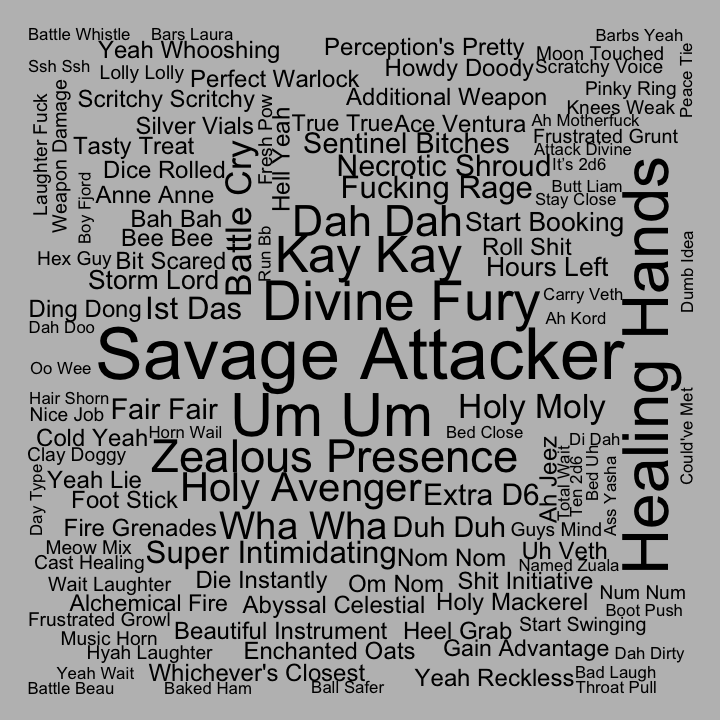 Battle Whistle
Bars Laura
Barbs Yeah
Yeah Whooshing
Perception's Pretty
Moon Touched
Peace Tie
Ssh Ssh
Lolly Lolly
Perfect Warlock
Howdy Doody
Scratchy Voice
Laughter Fuck
Weapon Damage
Scritchy Scritchy
Additional Weapon
Pinky Ring
Knees Weak
Silver Vials
Fresh Pow
Hell Yeah
True True
Ace Ventura
Ah Motherfuck
Frustrated Grunt
Tasty Treat
Sentinel Bitches
Attack Divine
Dice Rolled
Battle Cry
Necrotic Shroud
It's 2d6
Boy Fjord
Anne Anne
Fucking Rage
Butt Liam
Stay Close
Healing Hands
Bah Bah
Dah Dah
Start Booking
Bee Bee
Run Bb
Kay Kay
Roll Shit
Dumb Idea
Hex Guy
Bit Scared
Hours Left
Storm Lord
Ding Dong
Ist Das
Divine Fury
Carry Veth
Dah Doo
Ah Kord
Oo Wee
Savage Attacker
Hair Shorn
Nice Job
Fair Fair
Um Um
Holy Moly
Could've Met
Cold Yeah
Horn Wail
Bed Close
Di Dah
Clay Doggy
Zealous Presence
Ah Jeez
Total Wait
Ten 2d6
Bed Uh
Ass Yasha
Day Type
Yeah Lie
Foot Stick
Holy Avenger
Extra D6
Fire Grenades
Wha Wha
Duh Duh
Guys Mind
Meow Mix
Cast Healing
Super Intimidating
Nom Nom
Uh Veth
Named Zuala
Wait Laughter
Die Instantly
Om Nom
Shit Initiative
Num Num
Alchemical Fire
Abyssal Celestial
Holy Mackerel
Boot Push
Frustrated Growl
Music Horn
Beautiful Instrument
Heel Grab
Start Swinging
Hyah Laughter
Enchanted Oats
Gain Advantage
Dah Dirty
Yeah Wait
Whichever's Closest
Yeah Reckless
Bad Laugh
Battle Beau
Baked Ham
Ball Safer
Throat Pull